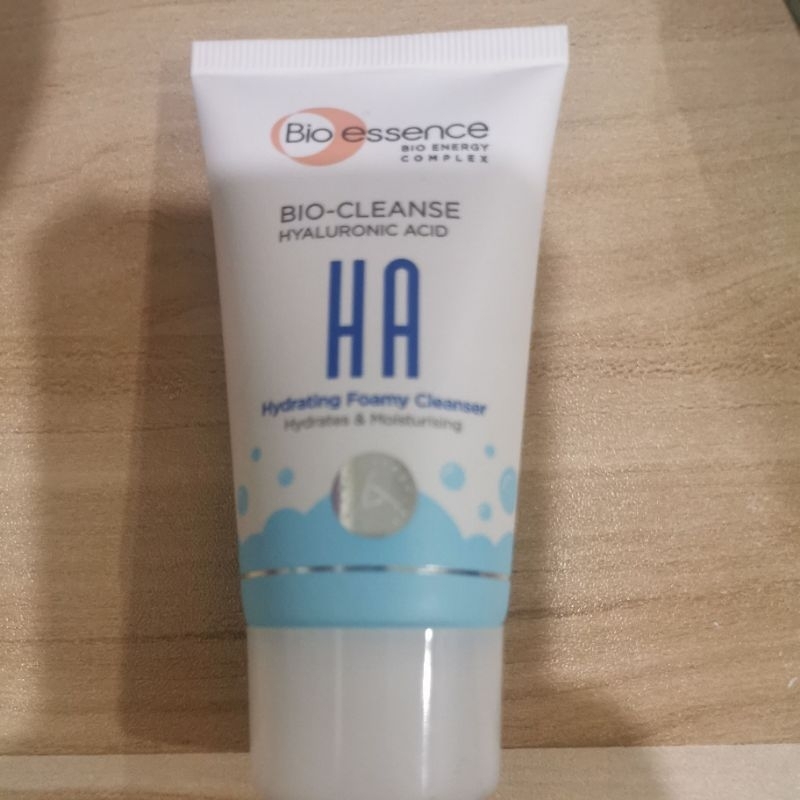 Bio essence
BIO ENERGY
COMPLEX
BIO-CLEANSE
HYALURONIC ACID
HA
Hydrating Foamy Cleanser
Hydrates & Moisturising